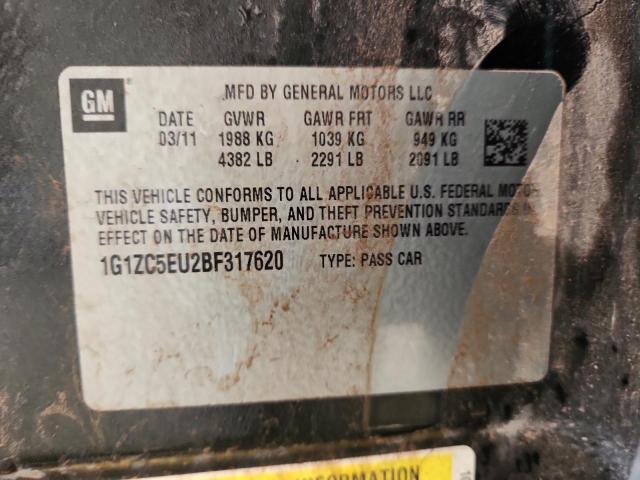 GM
MFD BY GENERAL MOTORS LLC
DATE GVWR GAWR FRT GAWR RR
03/11 1988 KG 1039 KG 949 KG
4382 LB 2291 LB 2091 LB
THIS VEHICLE CONFORMS TO ALL APPLICABLE U.S. FEDERAL MOTOR
VEHICLE SAFETY, BUMPER, AND THEFT PREVENTION STANDARDS IN
EFFECT ON THE DATE OF MANUFACTURE SHOWN ABOVE.
1G1ZC5EU2BF317620 TYPE: PASS CAR
INFORMATION